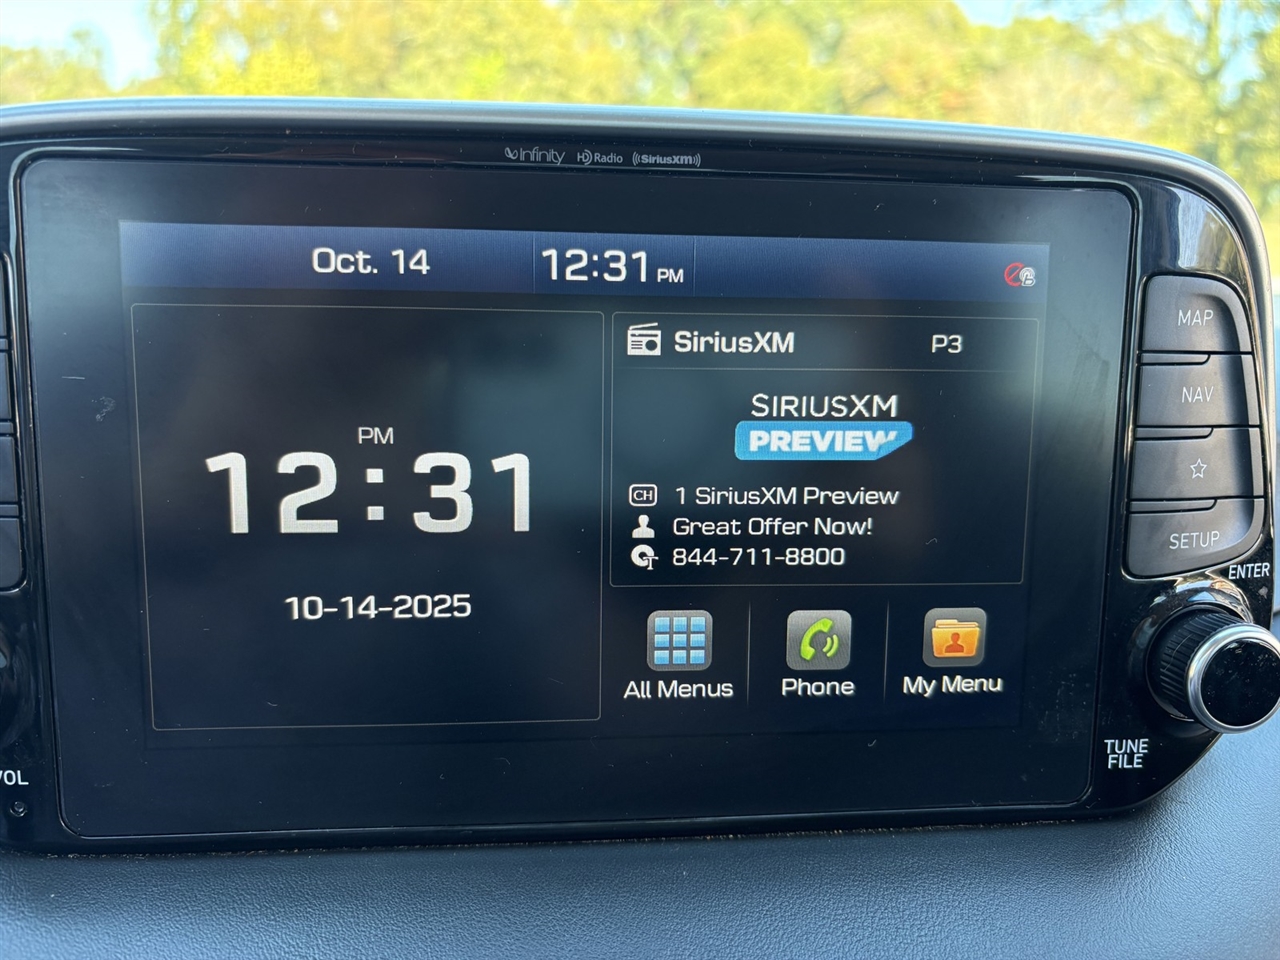 Infinity HD Radio ((SiriusXM))
Oct. 14 12:31 PM
PM
12:31
10-14-2025
SiriusXM P3
SIRIUSXM
PREVIEW
CH 1 SiriusXM Preview
Great Offer Now!
T 844-711-8800
All Menus
Phone
My Menu
MAP
NAV
SETUP
ENTER
TUNE
FILE
VOL